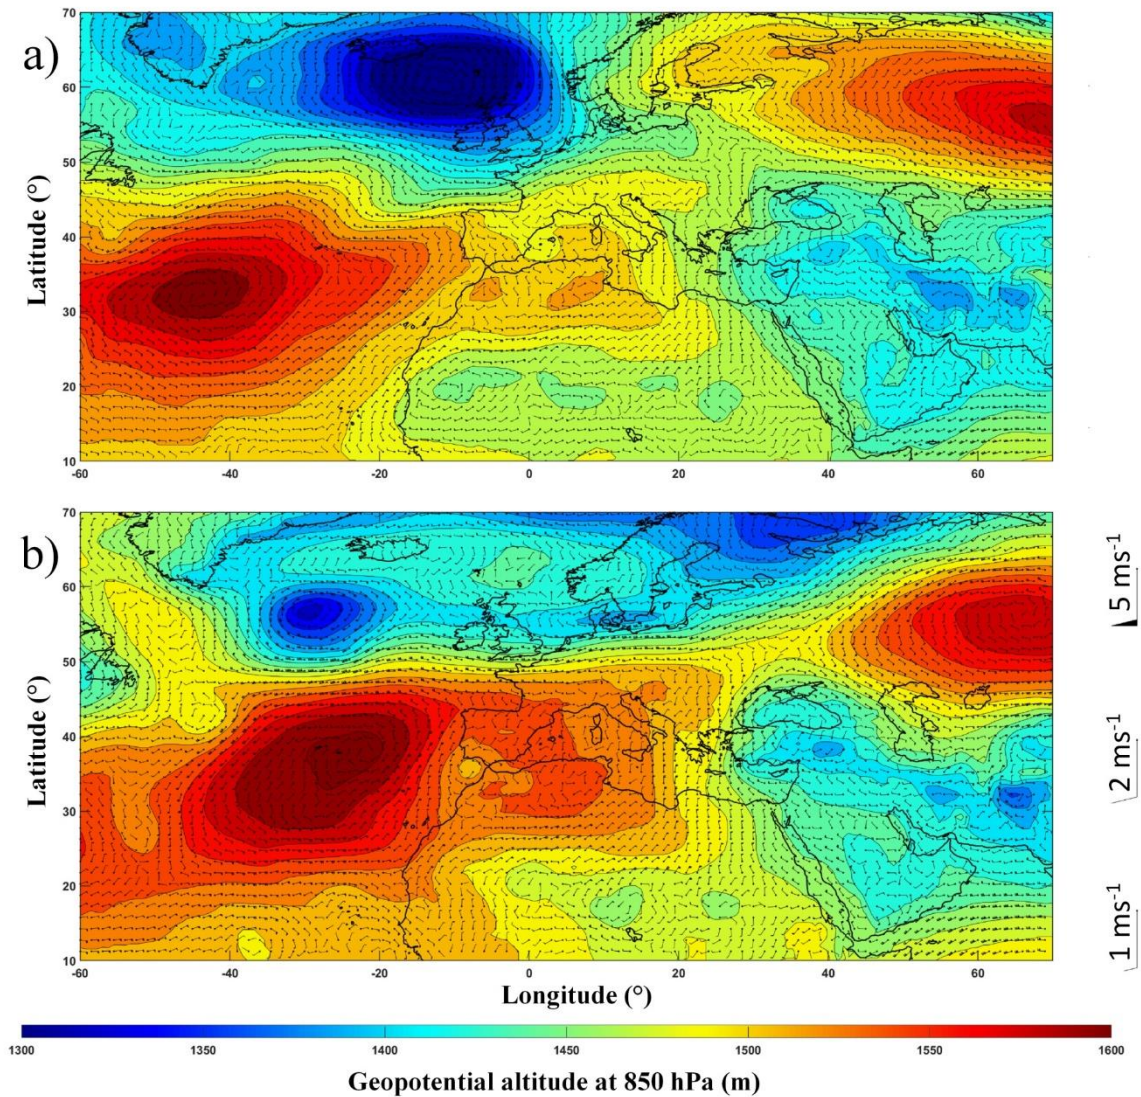 a)
70
60
50
40
30
20
10
Latitude (°)
-60 -40 -20 0 20 40 60
b)
70
60
50
40
30
20
10
Latitude (°)
-60 -40 -20 0 20 40 60
Longitude (°)
5 ms⁻¹
2 ms⁻¹
1 ms⁻¹
1300 1350 1400 1450 1500 1550 1600
Geopotential altitude at 850 hPa (m)